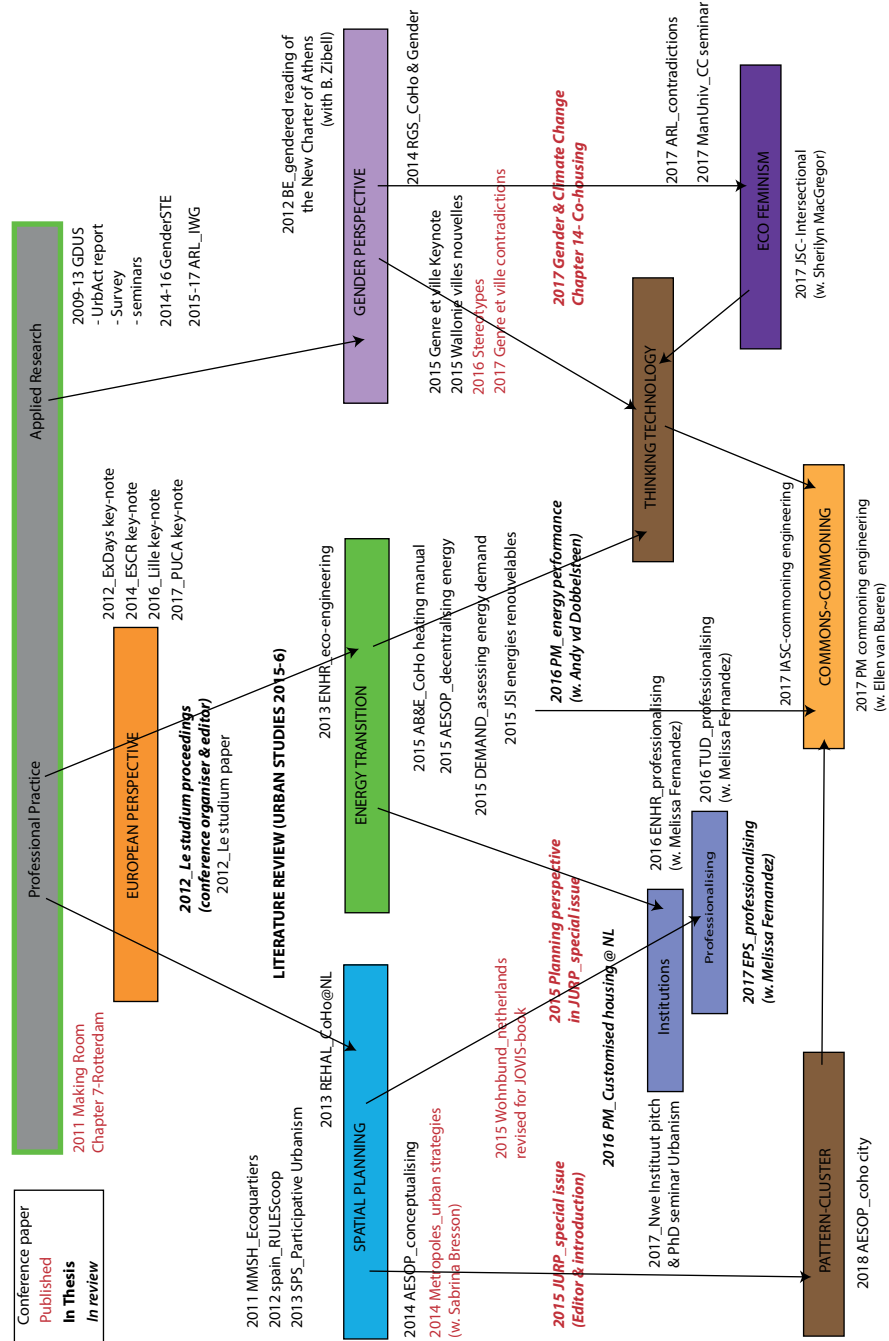 Conference paper
Published
In Thesis
In review
Professional Practice
Applied Research
2011 Making Room
Chapter 7-Rotterdam
2009-13 GDUS
- UrbAct report
- Survey
- seminars
2014-16 GenderSTE
2015-17 ARL_IWG
EUROPEAN PERSPECTIVE
2012_ExDays key-note
2014_ESCR key-note
2016_Lille key-note
2017_PUCA key-note
2012_Le studium proceedings
(conference organiser & editor)
2012_Le studium paper
LITERATURE REVIEW (URBAN STUDIES 2015-6)
2011 MMSH_Ecoquartiers
2012 spain_RULEScoop
2013 SPS_Participative Urbanism
2013 REHAL_CoHo@NL
2013 ENHR_eco-engineering
2012 BE_gendered reading of
the New Charter of Athens
(with B. Zibell)
SPATIAL PLANNING
ENERGY TRANSITION
GENDER PERSPECTIVE
2014 AESOP_conceptualising
2014 Metropoles_urban strategies
(w. Sabrina Bresson)
2015 Wohnbund_netherlands
revised for JOVIS-book
2015 AB&E_CoHo heating manual
2015 AESOP_decentralising energy
2015 DEMAND_assessing energy demand
2015 JSI energies renouvelables
2015 Genre et ville Keynote
2015 Wallonie villes nouvelles
2016 Stereotypes
2017 Genre et ville contradictions
2014 RGS_CoHo & Gender
2015 JURP_special issue
(Editor & introduction)
2015 Planning perspective
in JURP_special issue
2016 PM_Customised housing @ NL
2016 PM_energy performance
(w. Andy vd Dobbelsteen)
2017 Gender & Climate Change
Chapter 14- Co-housing
THINKING TECHNOLOGY
2017_Nwe Instituut pitch
& PhD seminar Urbanism
Institutions
2016 ENHR_professionalising
(w. Melissa Fernandez)
Professionalising
2016 TUD_professionalising
(w. Melissa Fernandez)
2017 EPS_professionalising
(w. Melissa Fernandez)
2017 ARL_contradictions
2017 ManUniv_CC seminar
ECO FEMINISM
2017 JSC- Intersectional
(w. Sherilyn MacGregor)
2017 IASC-commoning engineering
PATTERN-CLUSTER
2018 AESOP_coho city
COMMONS~COMMONING
2017 PM commoning engineering
(w. Ellen van Bueren)